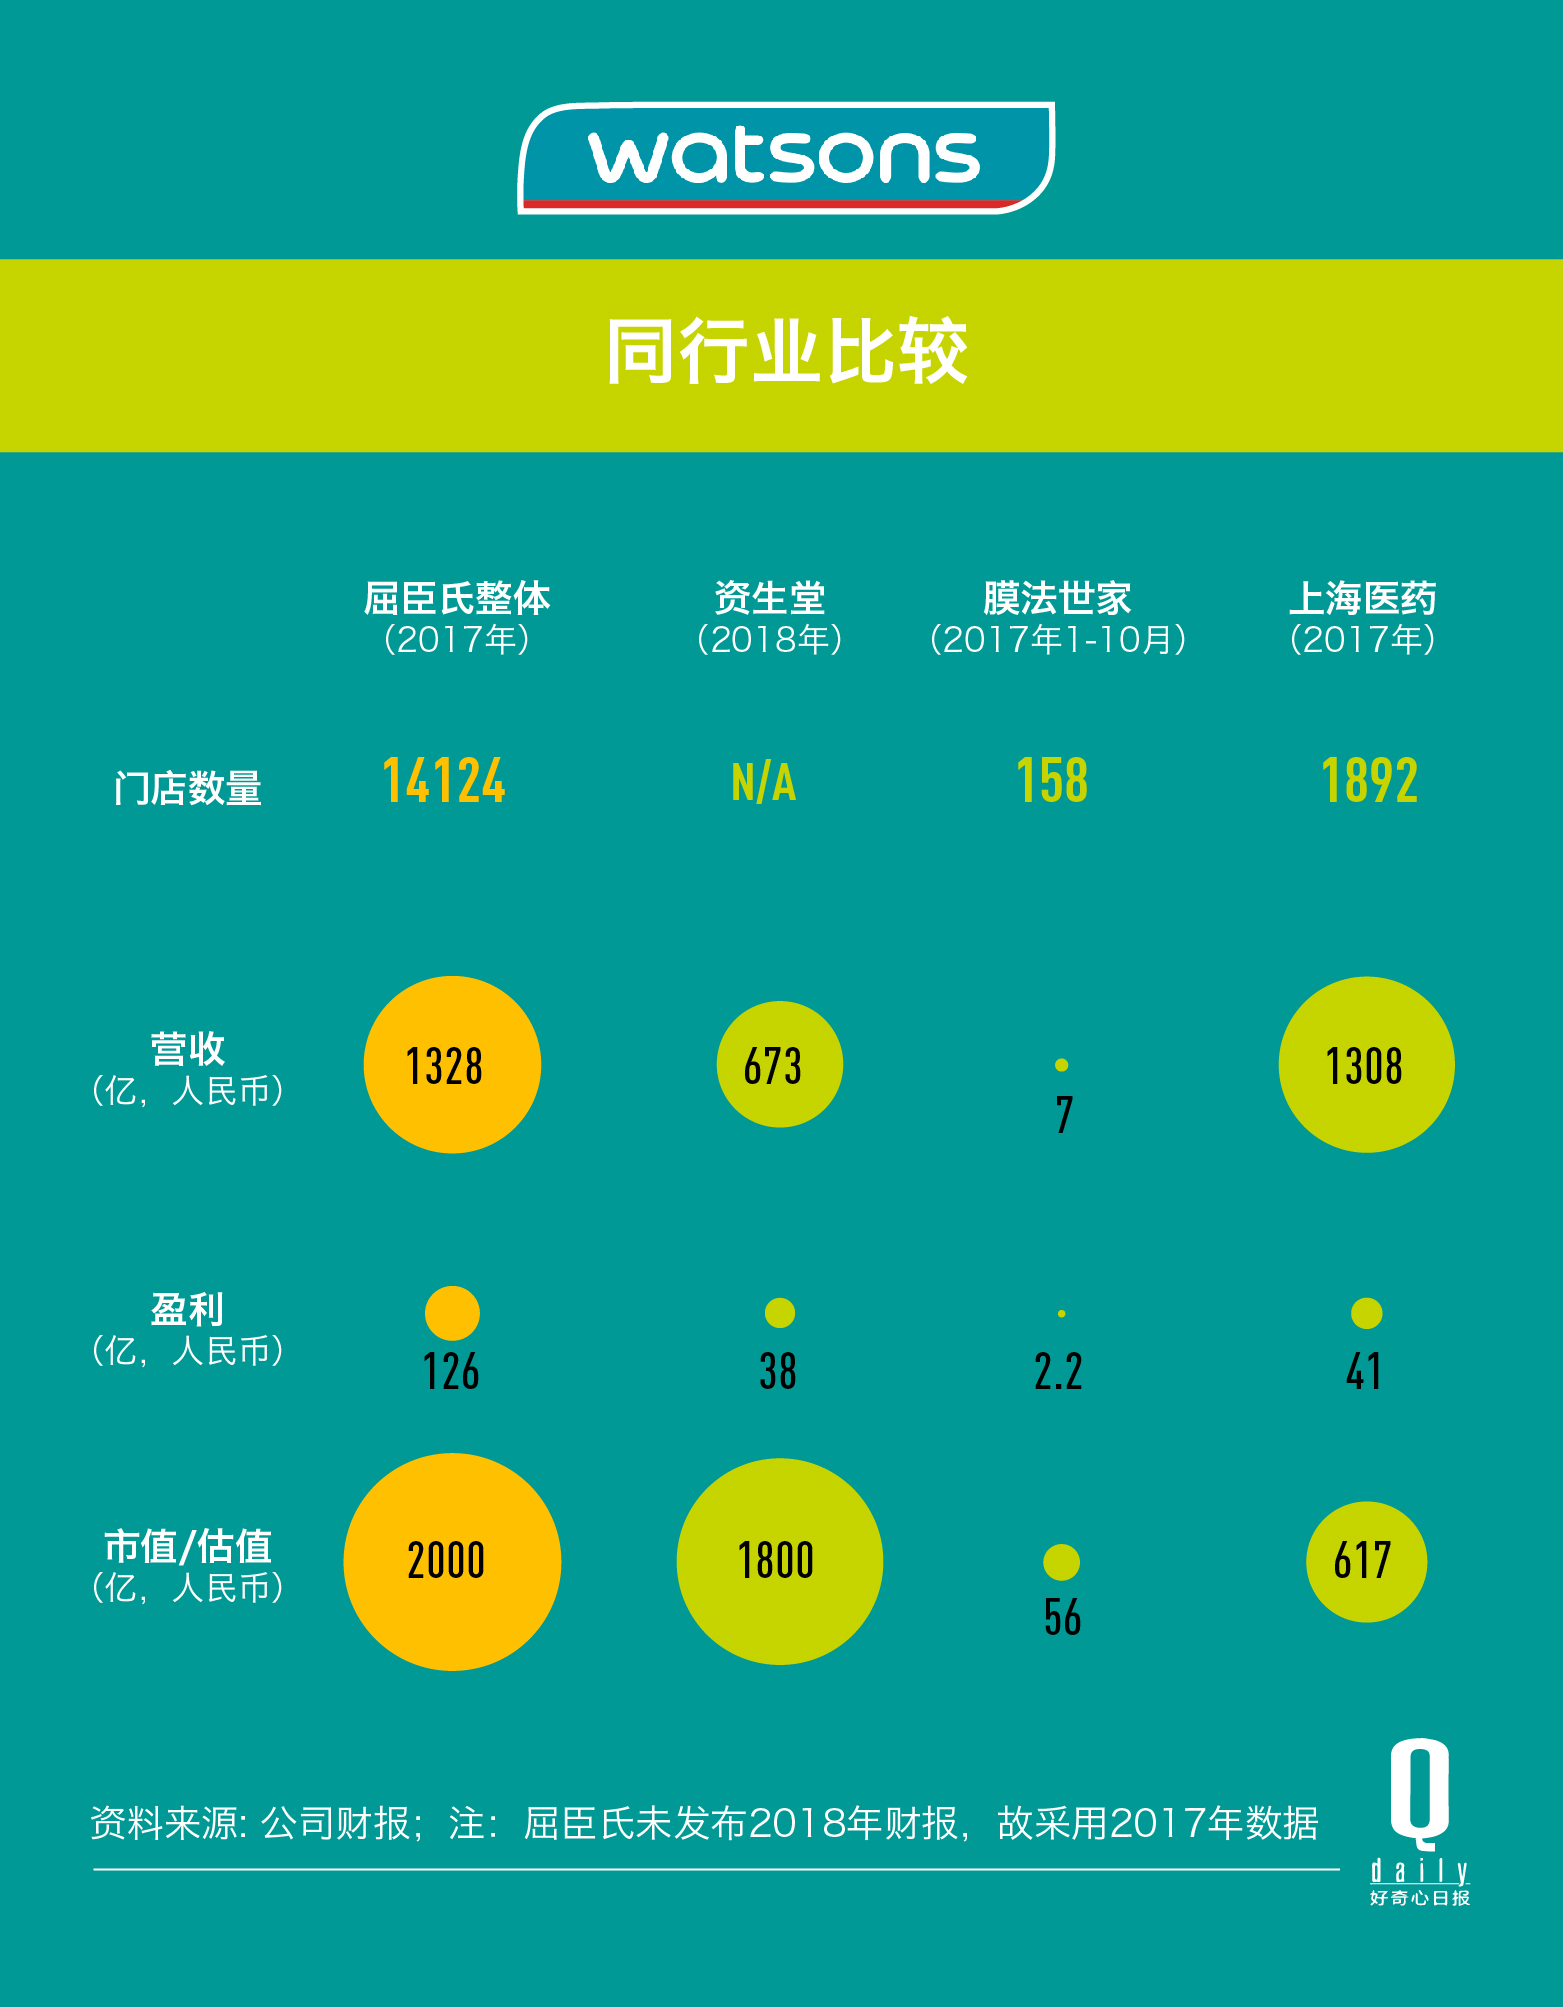 watsons
同行业比较
屈臣氏整体 资生堂 膜法世家 上海医药
（2017年） （2018年） （2017年1-10月） （2017年）
门店数量 14124 N/A 158 1892
营收 1328 673 7 1308
（亿，人民币）
盈利
（亿，人民币）
126 38 2.2 41
市值/估值 2000 1800 56 617
（亿，人民币）
资料来源: 公司财报；注：屈臣氏未发布2018年财报，故采用2017年数据
Q
daily
好奇心日报